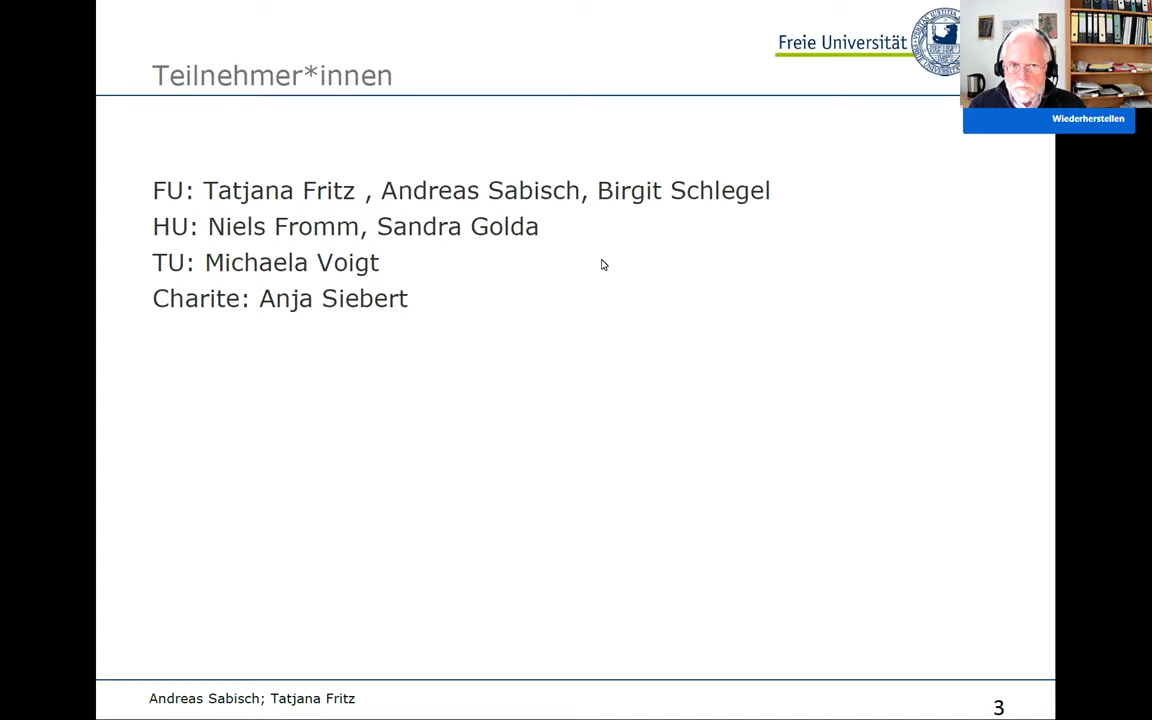 Freie Universität
Teilnehmer*innen
Wiederherstellen
FU: Tatjana Fritz , Andreas Sabisch, Birgit Schlegel
HU: Niels Fromm, Sandra Golda
TU: Michaela Voigt
Charite: Anja Siebert
Andreas Sabisch; Tatjana Fritz
3